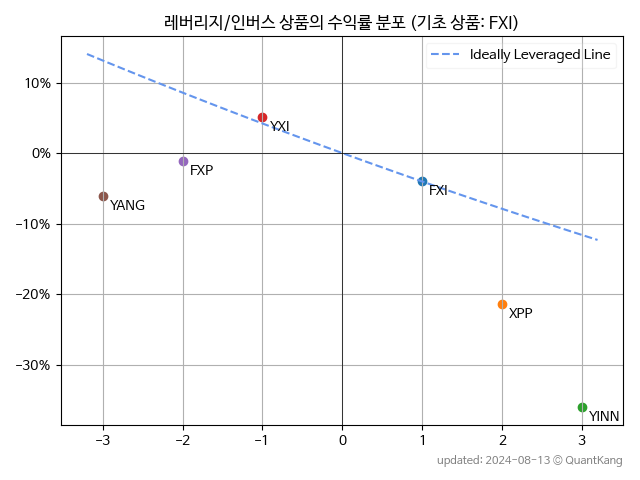 레버리지/인버스 상품의 수익률 분포 (기초 상품: FXI)
Ideally Leveraged Line
10%
0%
−10%
−20%
−30%
YXI
FXP
FXI
YANG
XPP
YINN
−3
−2
−1
0
1
2
3
updated: 2024-08-13 © QuantKang